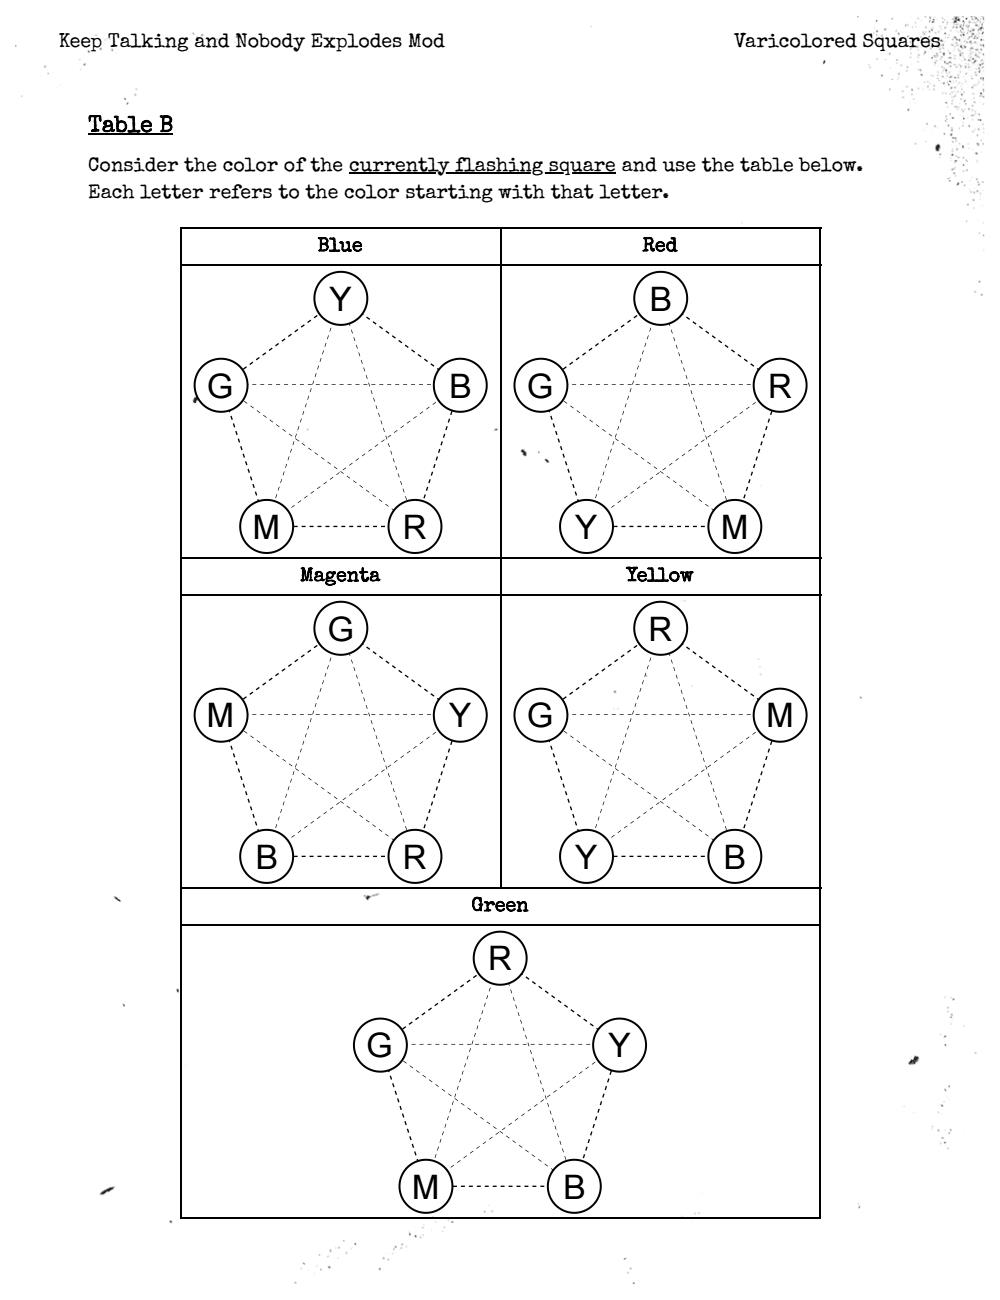 Keep Talking and Nobody Explodes Mod Varicolored Squares
Table B
Consider the color of the currently flashing square and use the table below.
Each letter refers to the color starting with that letter.
Blue Red
Y B
G B G R
M R Y M
Magenta Yellow
G R
M Y G M
B R Y B
Green
R
G Y
M B